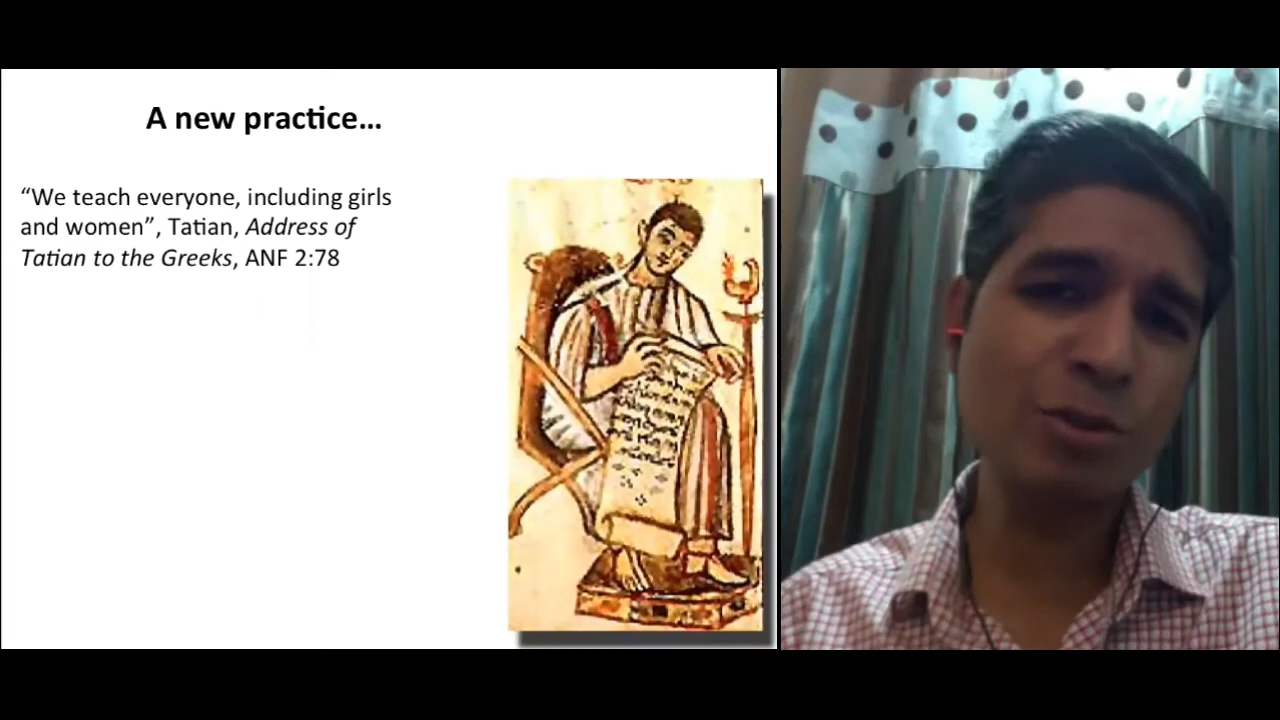 A new practice…
“We teach everyone, including girls
and women”, Tatian, Address of
Tatian to the Greeks, ANF 2:78